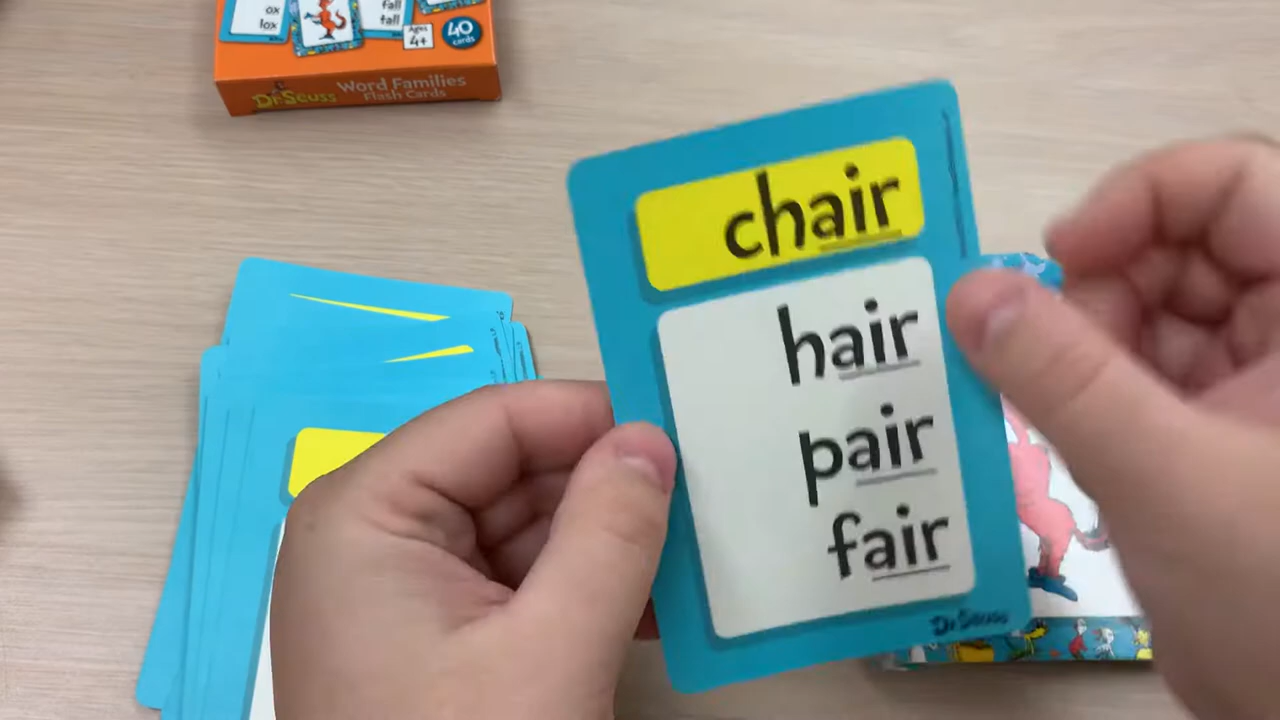 ox
lox
fall
tall
Ages
4+
40
cards
Dr. Seuss Word Families
Flash Cards
chair
hair
pair
fair
Dr. Seuss